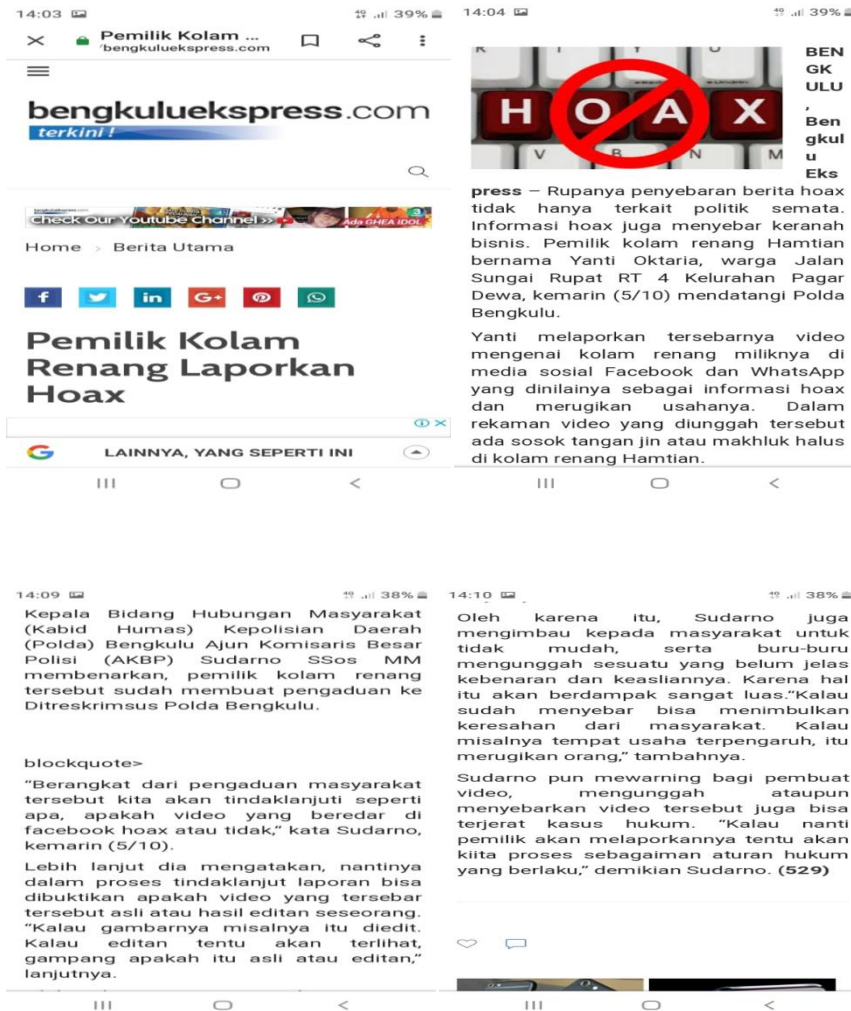 14:03
39%
Pemilik Kolam ...
bengkuluekspress.com
bengkuluekspress.com
terkini !
Check Our Youtube Channel >>
Ada GHEA IDOL
Home > Berita Utama
Pemilik Kolam
Renang Laporkan
Hoax
LAINNYA, YANG SEPERTI INI
14:04
39%
H O A X
V B N M
BEN
GK
ULU
,
Ben
gkul
u
Eks
press – Rupanya penyebaran berita hoax
tidak hanya terkait politik semata.
Informasi hoax juga menyebar keranah
bisnis. Pemilik kolam renang Hamtian
bernama Yanti Oktaria, warga Jalan
Sungai Rupat RT 4 Kelurahan Pagar
Dewa, kemarin (5/10) mendatangi Polda
Bengkulu.
Yanti melaporkan tersebarnya video
mengenai kolam renang miliknya di
media sosial Facebook dan WhatsApp
yang dinilainya sebagai informasi hoax
dan merugikan usahanya. Dalam
rekaman video yang diunggah tersebut
ada sosok tangan jin atau makhluk halus
di kolam renang Hamtian.
14:09
38%
Kepala Bidang Hubungan Masyarakat
(Kabid Humas) Kepolisian Daerah
(Polda) Bengkulu Ajun Komisaris Besar
Polisi (AKBP) Sudarno SSos MM
membenarkan, pemilik kolam renang
tersebut sudah membuat pengaduan ke
Ditreskrimsus Polda Bengkulu.
blockquote>
“Berangkat dari pengaduan masyarakat
tersebut kita akan tindaklanjuti seperti
apa, apakah video yang beredar di
facebook hoax atau tidak,” kata Sudarno,
kemarin (5/10).
Lebih lanjut dia mengatakan, nantinya
dalam proses tindaklanjut laporan bisa
dibuktikan apakah video yang tersebar
tersebut asli atau hasil editan seseorang.
“Kalau gambarnya misalnya itu diedit.
Kalau editan tentu akan terlihat,
gampang apakah itu asli atau editan,”
lanjutnya.
14:10
38%
Oleh karena itu, Sudarno juga
mengimbau kepada masyarakat untuk
tidak mudah, serta buru-buru
mengunggah sesuatu yang belum jelas
kebenaran dan keasliannya. Karena hal
itu akan berdampak sangat luas.“Kalau
sudah menyebar bisa menimbulkan
keresahan dari masyarakat. Kalau
misalnya tempat usaha terpengaruh, itu
merugikan orang,” tambahnya.
Sudarno pun mewarning bagi pembuat
video, mengunggah ataupun
menyebarkan video tersebut juga bisa
terjerat kasus hukum. “Kalau nanti
pemilik akan melaporkannya tentu akan
kiita proses sebagaiman aturan hukum
yang berlaku,” demikian Sudarno. (529)